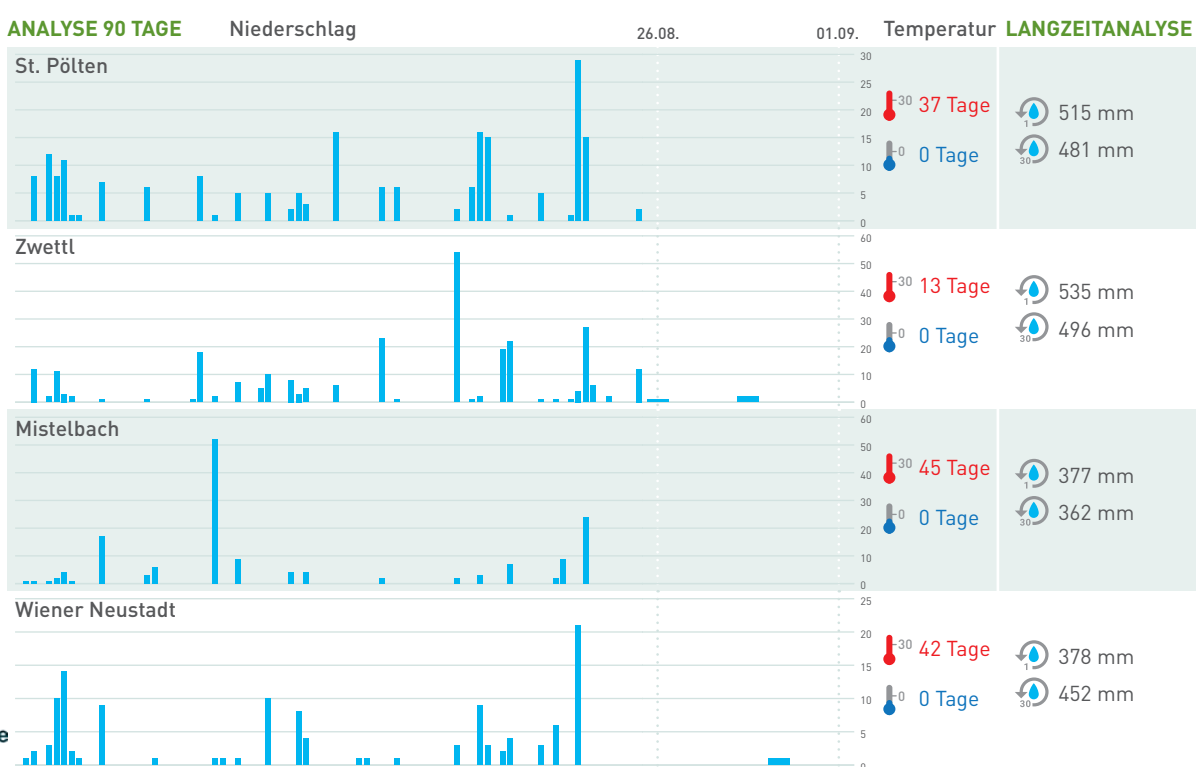 ANALYSE 90 TAGE Niederschlag 26.08. 01.09. Temperatur LANGZEITANALYSE
St. Pölten
30
25
20
15
10
5
0
30 37 Tage
0 0 Tage
1 515 mm
30 481 mm
Zwettl
60
50
40
30
20
10
0
30 13 Tage
0 0 Tage
1 535 mm
30 496 mm
Mistelbach
60
50
40
30
20
10
0
30 45 Tage
0 0 Tage
1 377 mm
30 362 mm
Wiener Neustadt
25
20
15
10
5
0
30 42 Tage
0 0 Tage
1 378 mm
30 452 mm
e